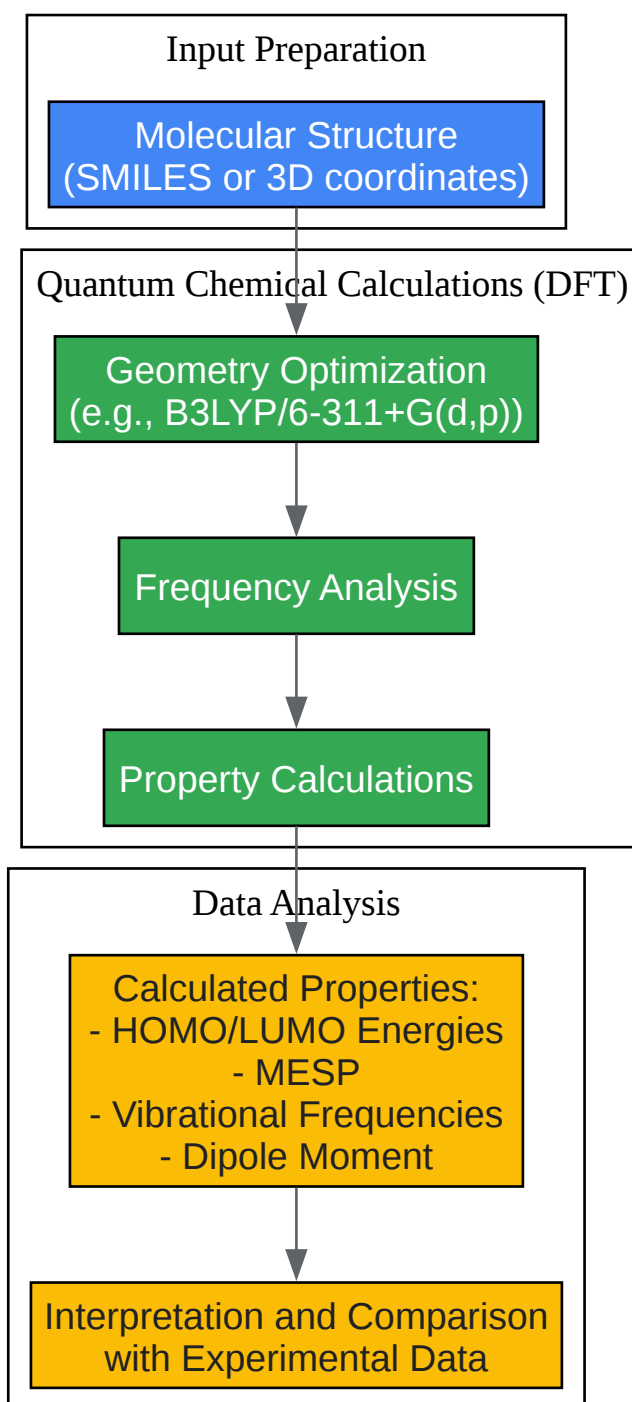 Input Preparation
Molecular Structure
(SMILES or 3D coordinates)
Quantum Chemical Calculations (DFT)
Geometry Optimization
(e.g., B3LYP/6-311+G(d,p))
Frequency Analysis
Property Calculations
Data Analysis
Calculated Properties:
- HOMO/LUMO Energies
- MESP
- Vibrational Frequencies
- Dipole Moment
Interpretation and Comparison
with Experimental Data